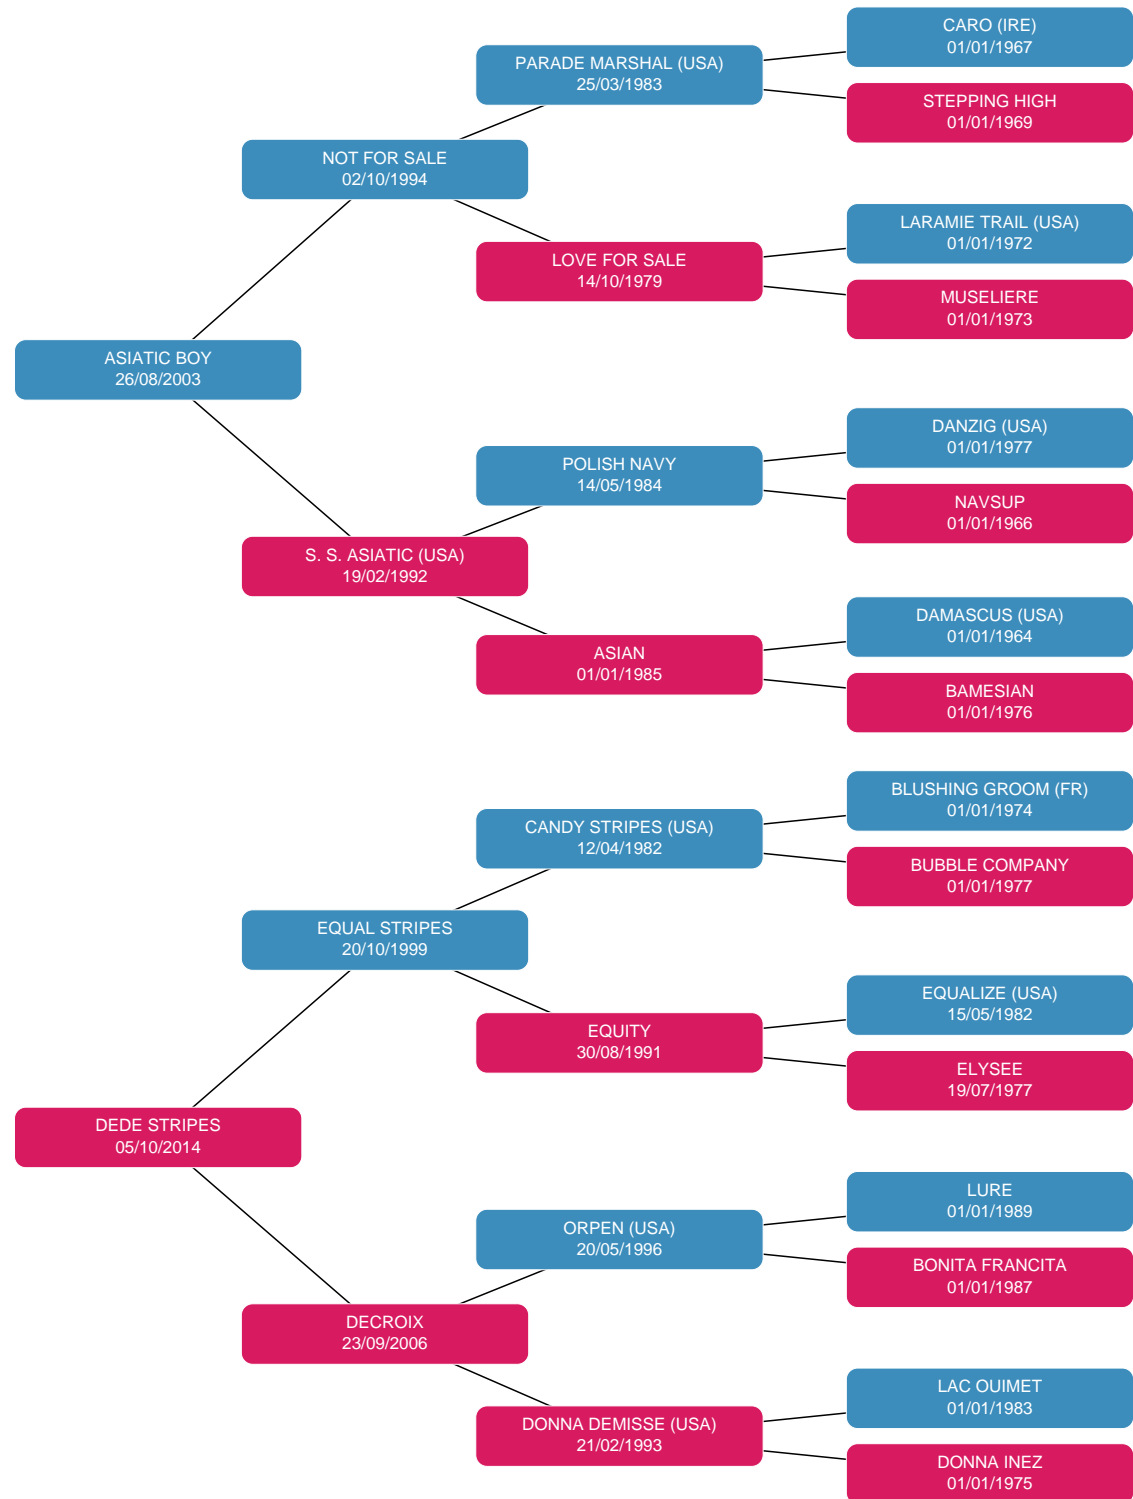 CARO (IRE)
01/01/1967
PARADE MARSHAL (USA)
25/03/1983
STEPPING HIGH
01/01/1969
NOT FOR SALE
02/10/1994
LARAMIE TRAIL (USA)
01/01/1972
LOVE FOR SALE
14/10/1979
MUSELIERE
01/01/1973
ASIATIC BOY
26/08/2003
DANZIG (USA)
01/01/1977
POLISH NAVY
14/05/1984
NAVSUP
01/01/1966
S. S. ASIATIC (USA)
19/02/1992
DAMASCUS (USA)
01/01/1964
ASIAN
01/01/1985
BAMESIAN
01/01/1976
BLUSHING GROOM (FR)
01/01/1974
CANDY STRIPES (USA)
12/04/1982
BUBBLE COMPANY
01/01/1977
EQUAL STRIPES
20/10/1999
EQUALIZE (USA)
15/05/1982
EQUITY
30/08/1991
ELYSEE
19/07/1977
DEDE STRIPES
05/10/2014
LURE
01/01/1989
ORPEN (USA)
20/05/1996
BONITA FRANCITA
01/01/1987
DECROIX
23/09/2006
LAC OUIMET
01/01/1983
DONNA DEMISSE (USA)
21/02/1993
DONNA INEZ
01/01/1975